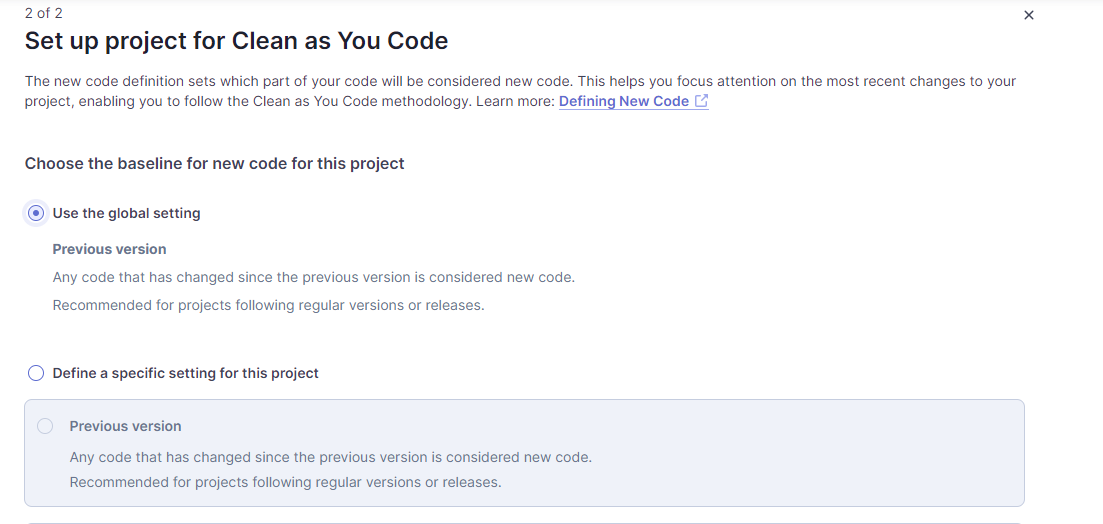 2 of 2
Set up project for Clean as You Code
The new code definition sets which part of your code will be considered new code. This helps you focus attention on the most recent changes to your
project, enabling you to follow the Clean as You Code methodology. Learn more: Defining New Code
Choose the baseline for new code for this project
Use the global setting
Previous version
Any code that has changed since the previous version is considered new code.
Recommended for projects following regular versions or releases.
Define a specific setting for this project
Previous version
Any code that has changed since the previous version is considered new code.
Recommended for projects following regular versions or releases.